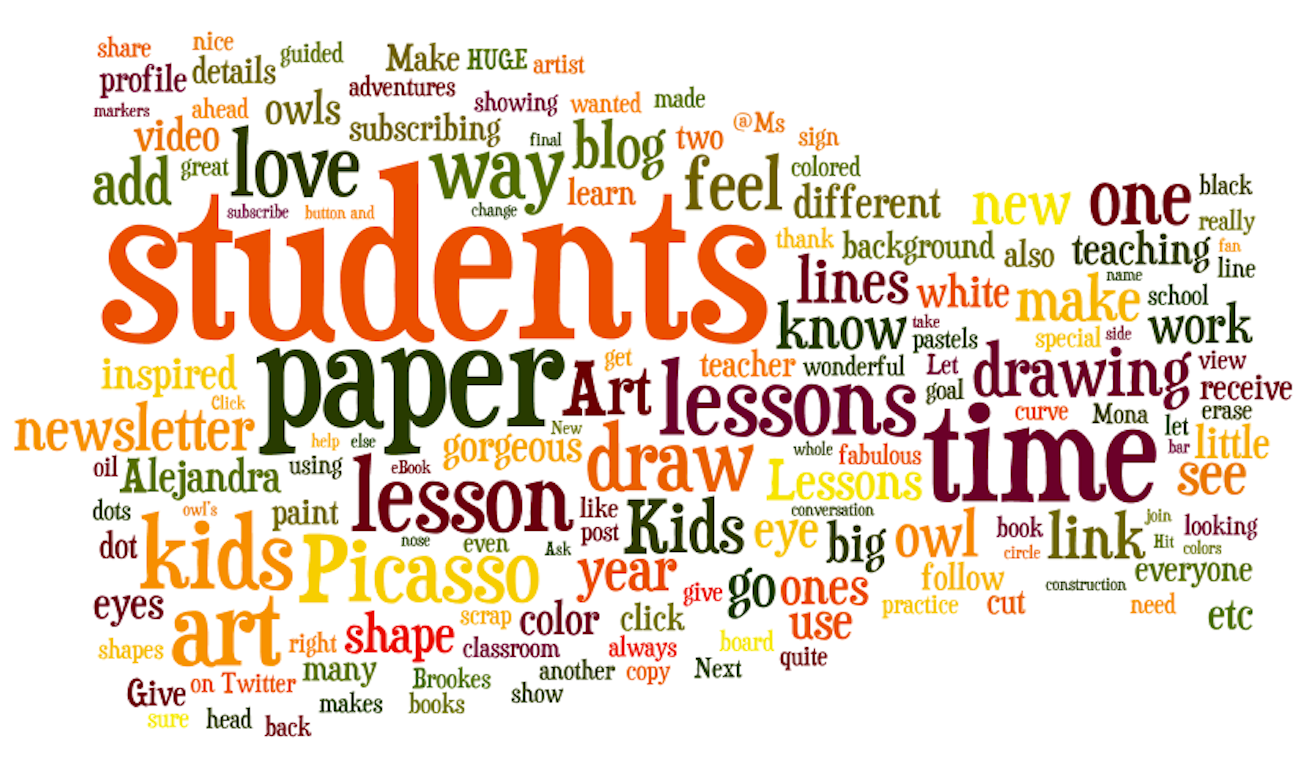 share nice guided Make HUGE artist
profile details adventures
markers ahead owls showing wanted made
video subscribing final blog two @Ms sign
add great love way learn feel colored
subscribe button and change different new one black
students thank background also teaching really
fan
name line
lines white make school
know take pastels special side work
paper get teacher wonderful Let drawing view
inspired Art lessons goal receive
Click curve Mona erase
newsletter New time let
help else gorgeous draw whole fabulous bar little
oil Alejandra using eBook Lessons see
lesson conversation
dots owl's paint like book join looking
dot kids nose even Ask post Kids eye big owl circle link Hit colors
Picasso year give go ones follow construction everyone
eyes art scrap color click use practice cut need etc
shapes right shape classroom always board quite
many Brookes another copy Next
Give on Twitter makes books show
sure head back